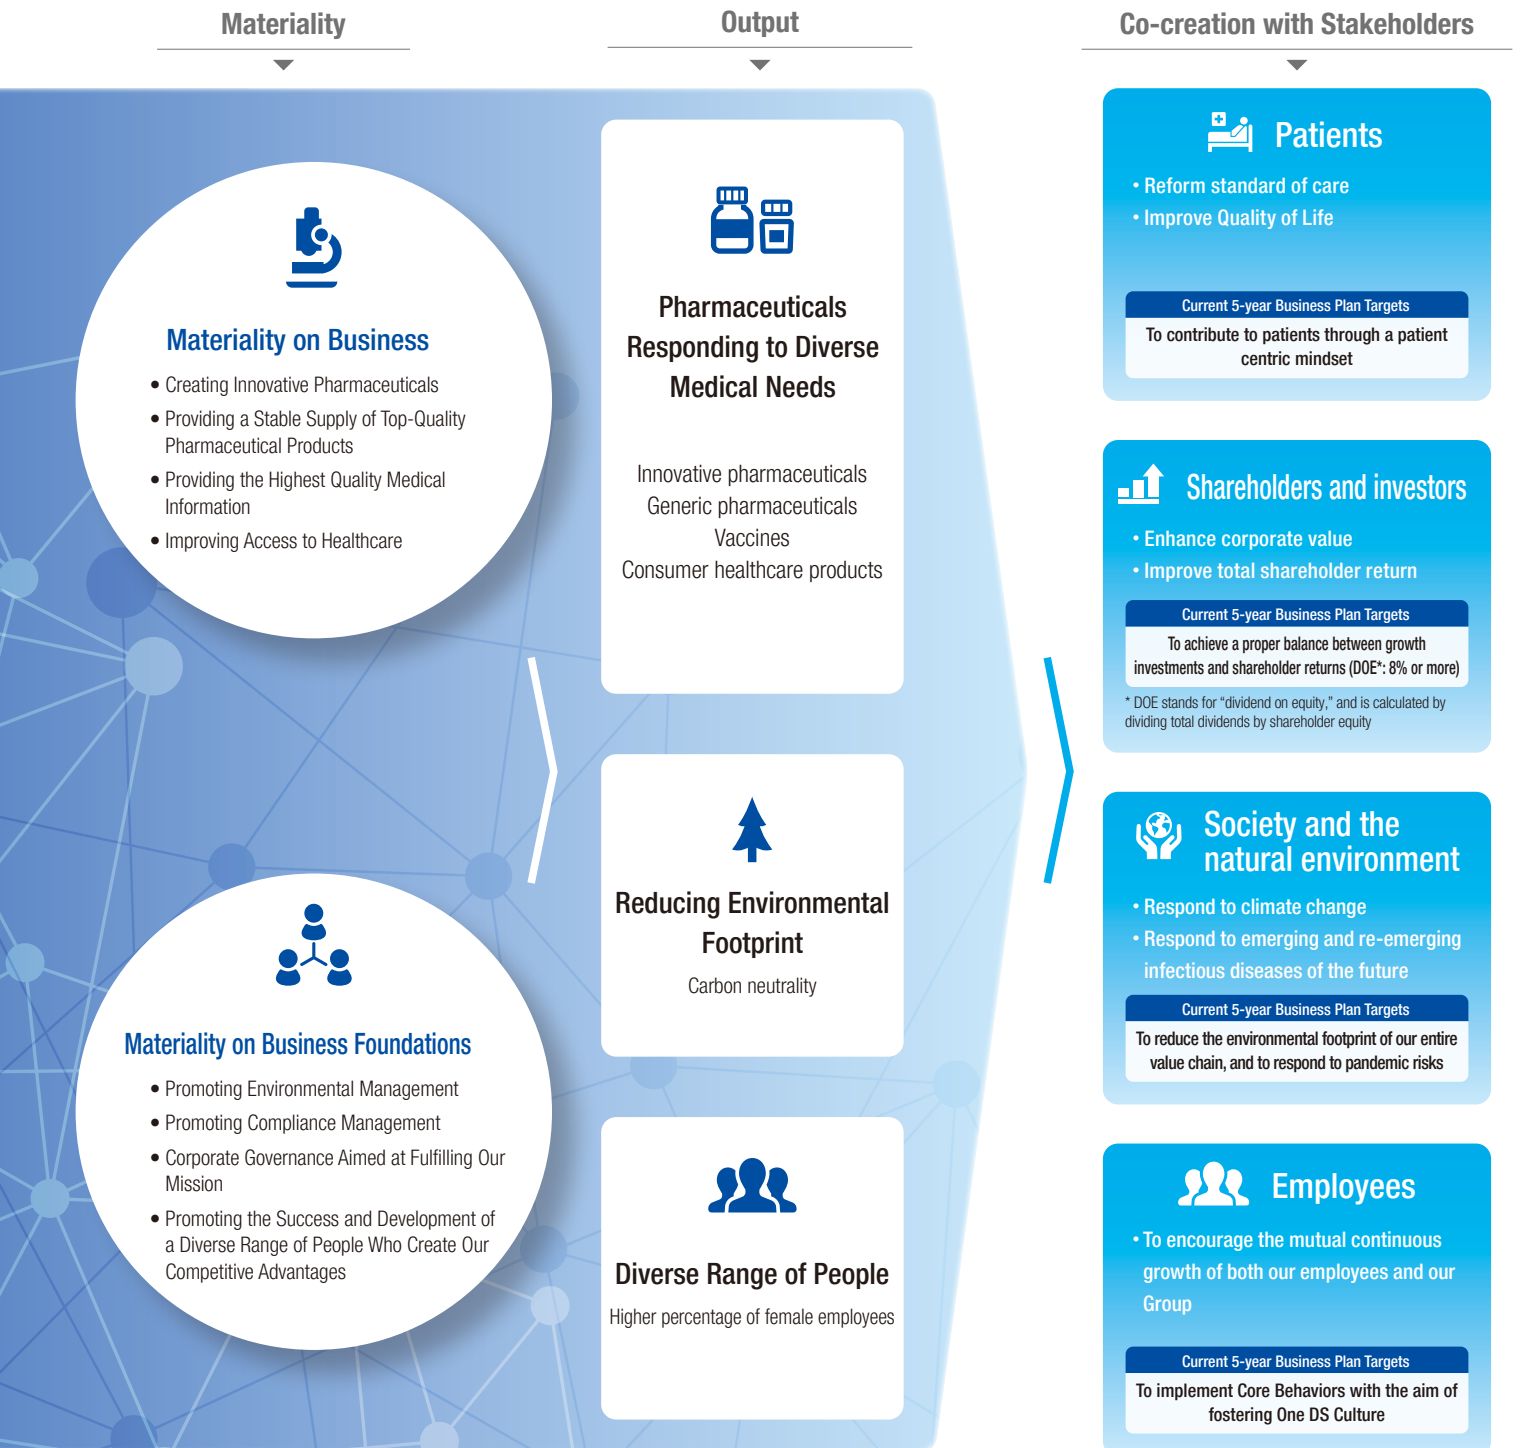 Materiality
Output
Co-creation with Stakeholders
Materiality on Business
• Creating Innovative Pharmaceuticals
• Providing a Stable Supply of Top-Quality
Pharmaceutical Products
• Providing the Highest Quality Medical
Information
• Improving Access to Healthcare
Materiality on Business Foundations
• Promoting Environmental Management
• Promoting Compliance Management
• Corporate Governance Aimed at Fulfilling Our
Mission
• Promoting the Success and Development of
a Diverse Range of People Who Create Our
Competitive Advantages
Pharmaceuticals
Responding to Diverse
Medical Needs
Innovative pharmaceuticals
Generic pharmaceuticals
Vaccines
Consumer healthcare products
Reducing Environmental
Footprint
Carbon neutrality
Diverse Range of People
Higher percentage of female employees
Patients
• Reform standard of care
• Improve Quality of Life
Current 5-year Business Plan Targets
To contribute to patients through a patient
centric mindset
Shareholders and investors
• Enhance corporate value
• Improve total shareholder return
Current 5-year Business Plan Targets
To achieve a proper balance between growth
investments and shareholder returns (DOE*: 8% or more)
* DOE stands for “dividend on equity,” and is calculated by
dividing total dividends by shareholder equity
Society and the
natural environment
• Respond to climate change
• Respond to emerging and re-emerging
infectious diseases of the future
Current 5-year Business Plan Targets
To reduce the environmental footprint of our entire
value chain, and to respond to pandemic risks
Employees
• To encourage the mutual continuous
growth of both our employees and our
Group
Current 5-year Business Plan Targets
To implement Core Behaviors with the aim of
fostering One DS Culture